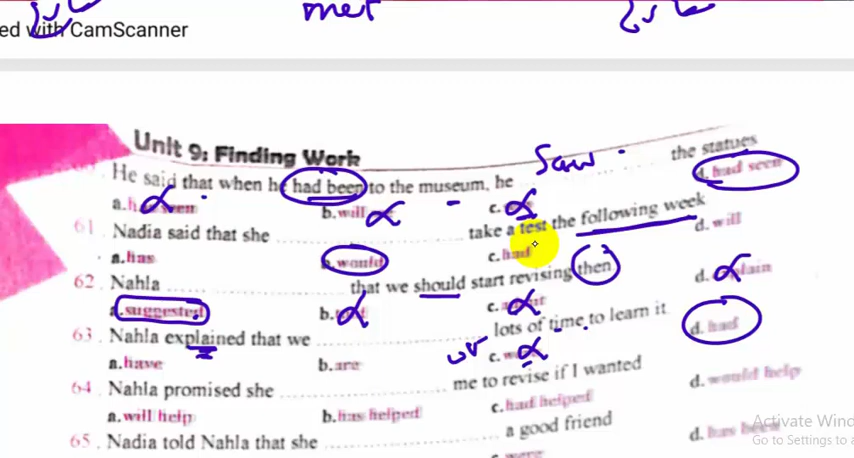 met
ed with CamScanner
Unit 9: Finding Work
saw
He said that when he had been to the museum, he ........ the statues
a. b. will c. d. had seen
61. Nadia said that she ........................ take a test the following week
a. has b. would c. had d. will
62. Nahla ........................ that we should start revising then
a. suggested b. c. d.
63. Nahla explained that we ........................ lots of time to learn it
a. have b. are c. d. had
64. Nahla promised she ........................ me to revise if I wanted
a. will help b. has helped c. had helped d. would help
65. Nadia told Nahla that she ........................ a good friend
d. has been
c. were
Activate Wind
Go to Settings to a